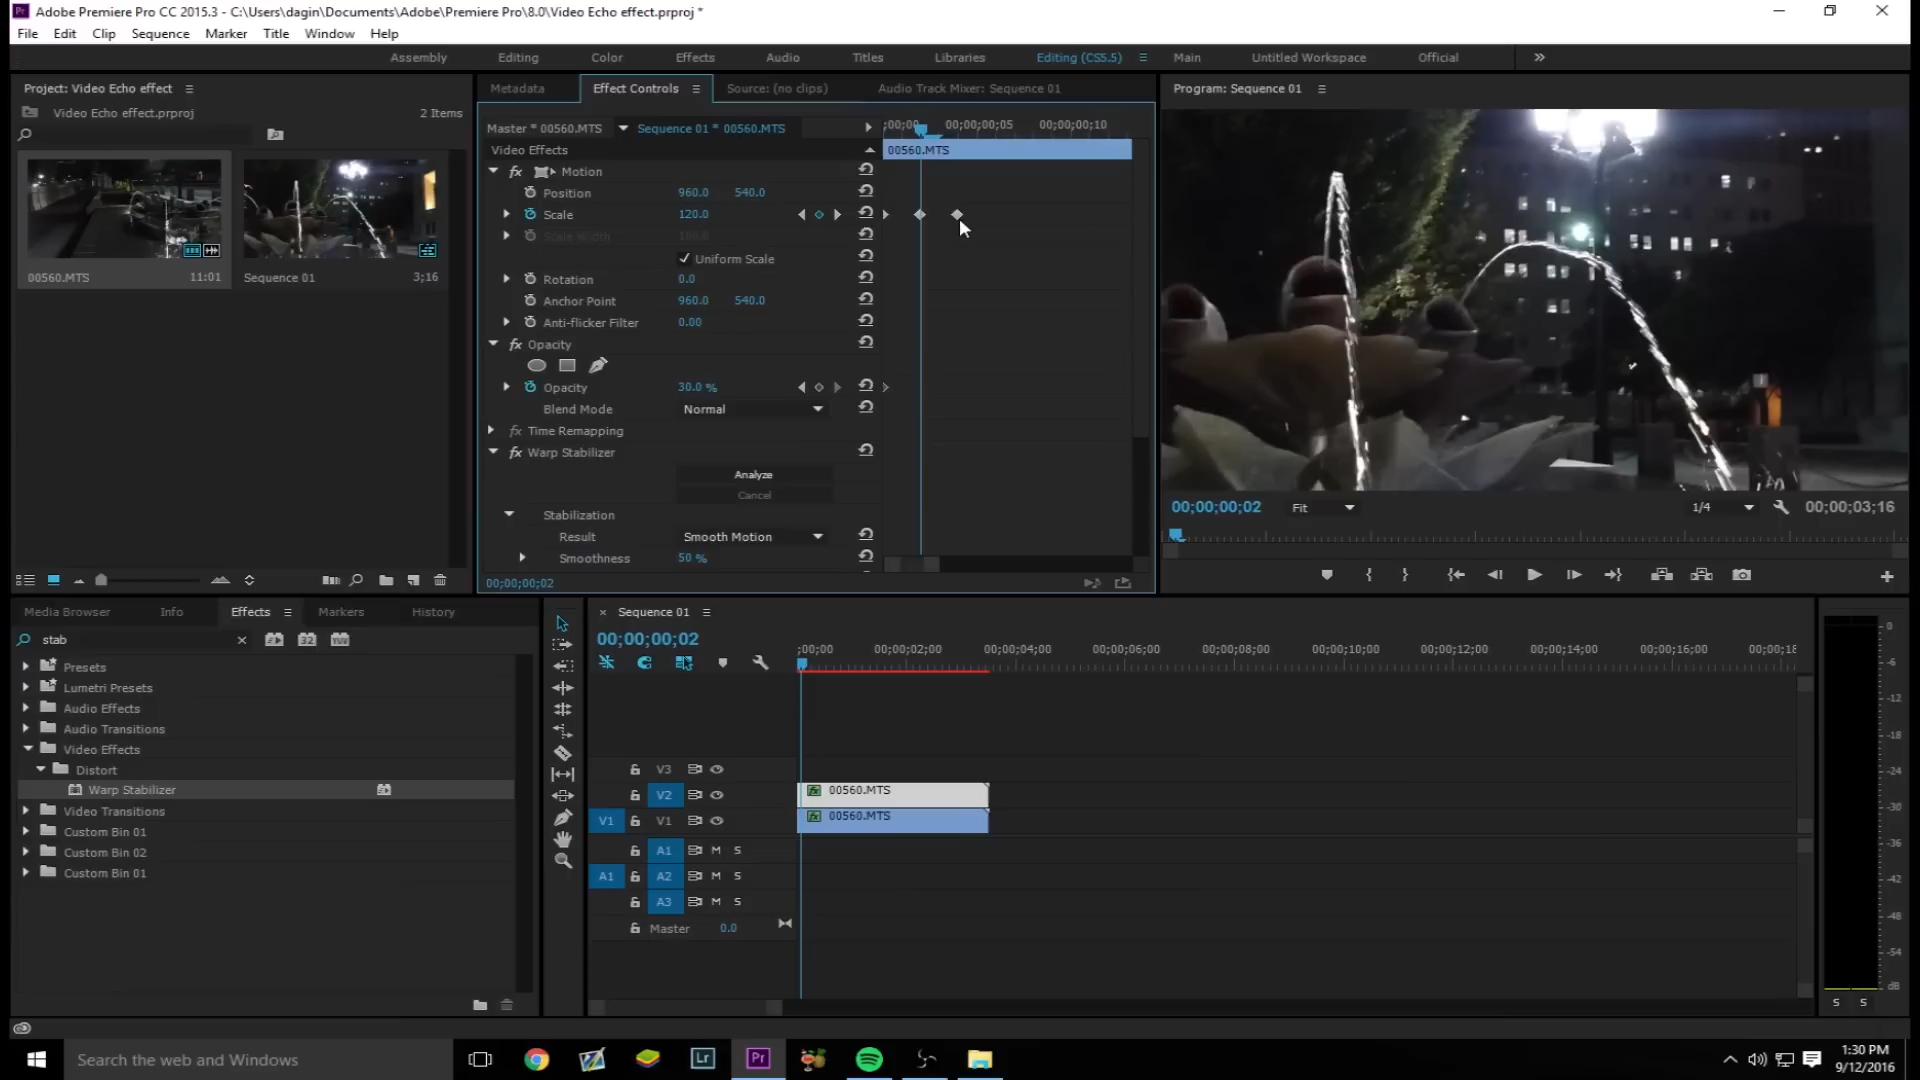 Adobe Premiere Pro CC 2015.3 - C:\Users\dagin\Documents\Adobe\Premiere Pro\8.0\Video Echo effect.prproj *
File Edit Clip Sequence Marker Title Window Help
Assembly Editing Color Effects Audio Titles Libraries Editing (CS5.5) Main Untitled Workspace Official
Project: Video Echo effect
Video Echo effect.prproj 2 Items
00560.MTS 11:01 Sequence 01 3;16
Metadata Effect Controls Source: (no clips) Audio Track Mixer: Sequence 01
Master * 00560.MTS Sequence 01 * 00560.MTS ;00;00 00;00;00;05 00;00;00;10
Video Effects 00560.MTS
fx Motion
Position 960.0 540.0
Scale 120.0
Scale Width 100.0
Uniform Scale
Rotation 0.0
Anchor Point 960.0 540.0
Anti-flicker Filter 0.00
fx Opacity
Opacity 30.0 %
Blend Mode Normal
fx Time Remapping
fx Warp Stabilizer
Analyze
Cancel
Stabilization
Result Smooth Motion
Smoothness 50 %
00;00;00;02
Program: Sequence 01
00;00;00;02 Fit 1/4 00;00;03;16
Media Browser Info Effects Markers History
stab 32 YUV
Presets
Lumetri Presets
Audio Effects
Audio Transitions
Video Effects
Distort
Warp Stabilizer
Video Transitions
Custom Bin 01
Custom Bin 02
Custom Bin 01
× Sequence 01
00;00;00;02
;00;00 00;00;02;00 00;00;04;00 00;00;06;00 00;00;08;00 00;00;10;00 00;00;12;00 00;00;14;00 00;00;16;00 00;00;18
V3
V2 00560.MTS
V1 V1 00560.MTS
A1 M S
A1 A2 M S
A3 M S
Master 0.0
0
-6
-12
-18
-24
-30
-36
-42
-48
-54
dB
S S
Search the web and Windows
Lr Pr
1:30 PM
9/12/2016